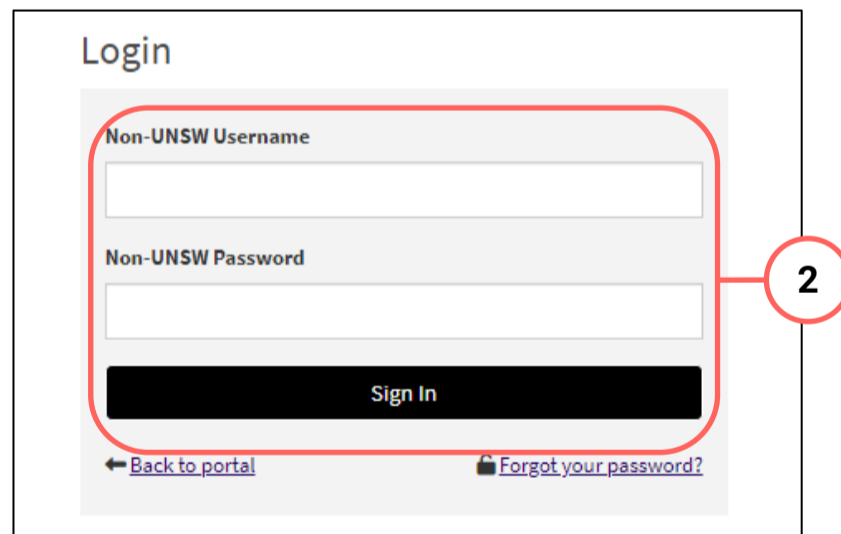 Login
Non-UNSW Username
Non-UNSW Password
2
Sign In
Back to portal
Forgot your password?